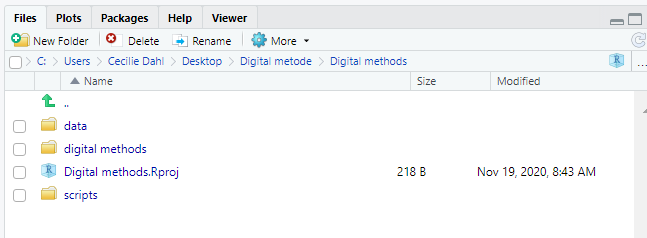 Files Plots Packages Help Viewer
New Folder Delete Rename More
C: Users Cecilie Dahl Desktop Digital metode Digital methods R ...
Name Size Modified
..
data
digital methods
R Digital methods.Rproj 218 B Nov 19, 2020, 8:43 AM
scripts